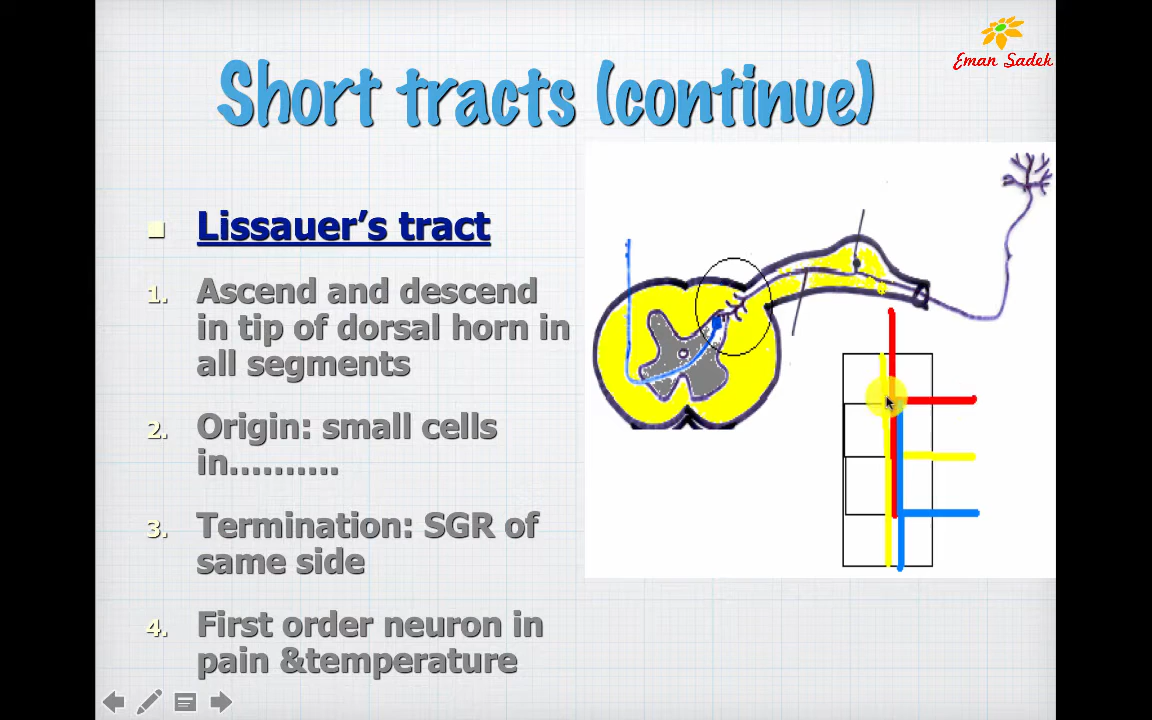 Eman Sadek
Short tracts (continue)
Lissauer’s tract
1. Ascend and descend
in tip of dorsal horn in
all segments
2. Origin: small cells
in..........
3. Termination: SGR of
same side
4. First order neuron in
pain &temperature